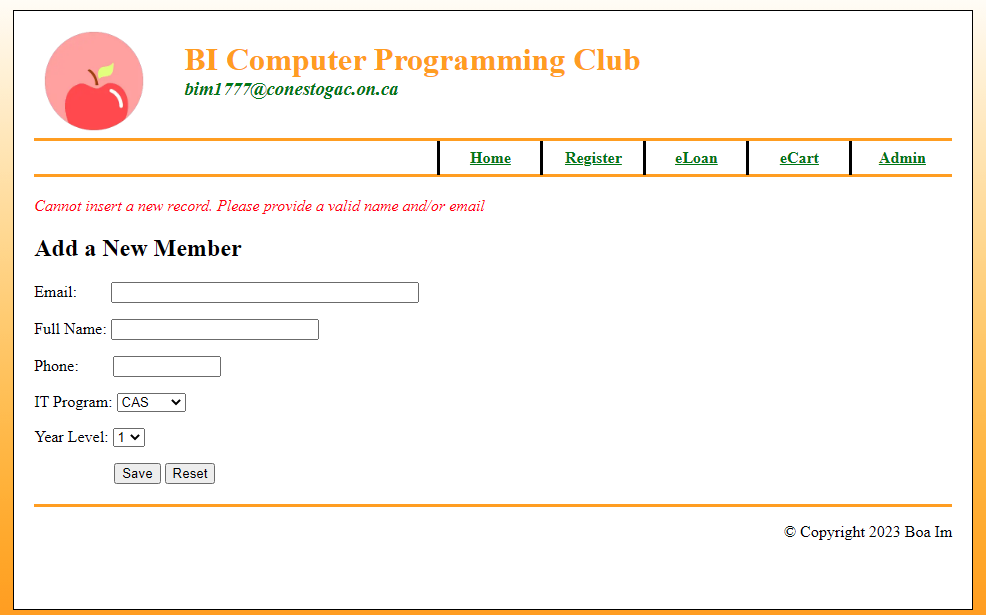 BI Computer Programming Club
bim1777@conestogac.on.ca
Home Register eLoan eCart Admin
Cannot insert a new record. Please provide a valid name and/or email
Add a New Member
Email:
Full Name:
Phone:
IT Program: CAS
Year Level: 1
Save Reset
© Copyright 2023 Boa Im